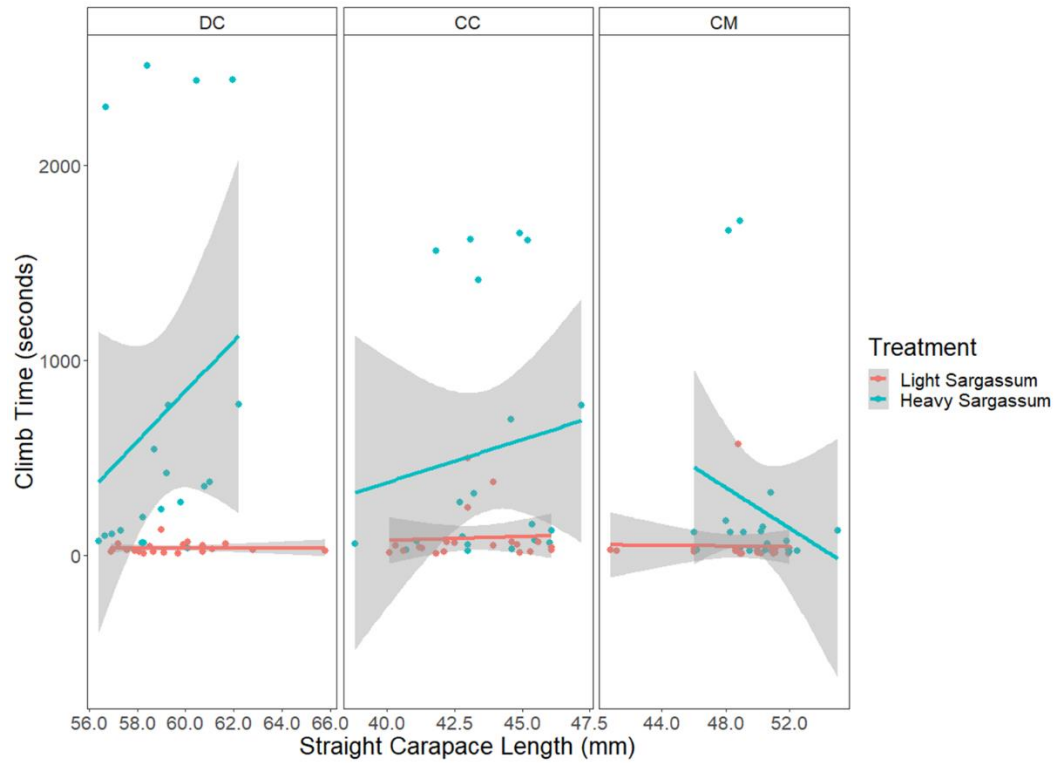 DC CC CM
Climb Time (seconds)
2000
1000
0
56.0 58.0 60.0 62.0 64.0 66.0 40.0 42.5 45.0 47.5 44.0 48.0 52.0
Straight Carapace Length (mm)
Treatment
Light Sargassum
Heavy Sargassum